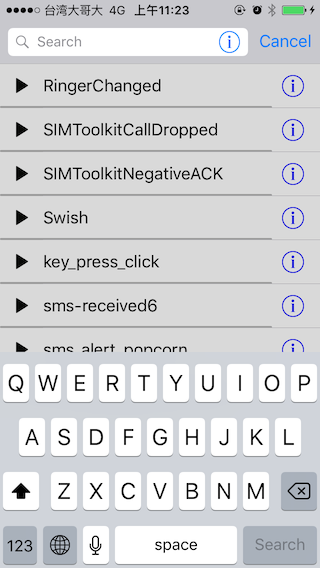 台湾大哥大 4G 上午11:23
Search Cancel
RingerChanged
SIMToolkitCallDropped
SIMToolkitNegativeACK
Swish
key_press_click
sms-received6
sms_alert_popcorn
Q W E R T Y U I O P
A S D F G H J K L
Z X C V B N M
123 space Search